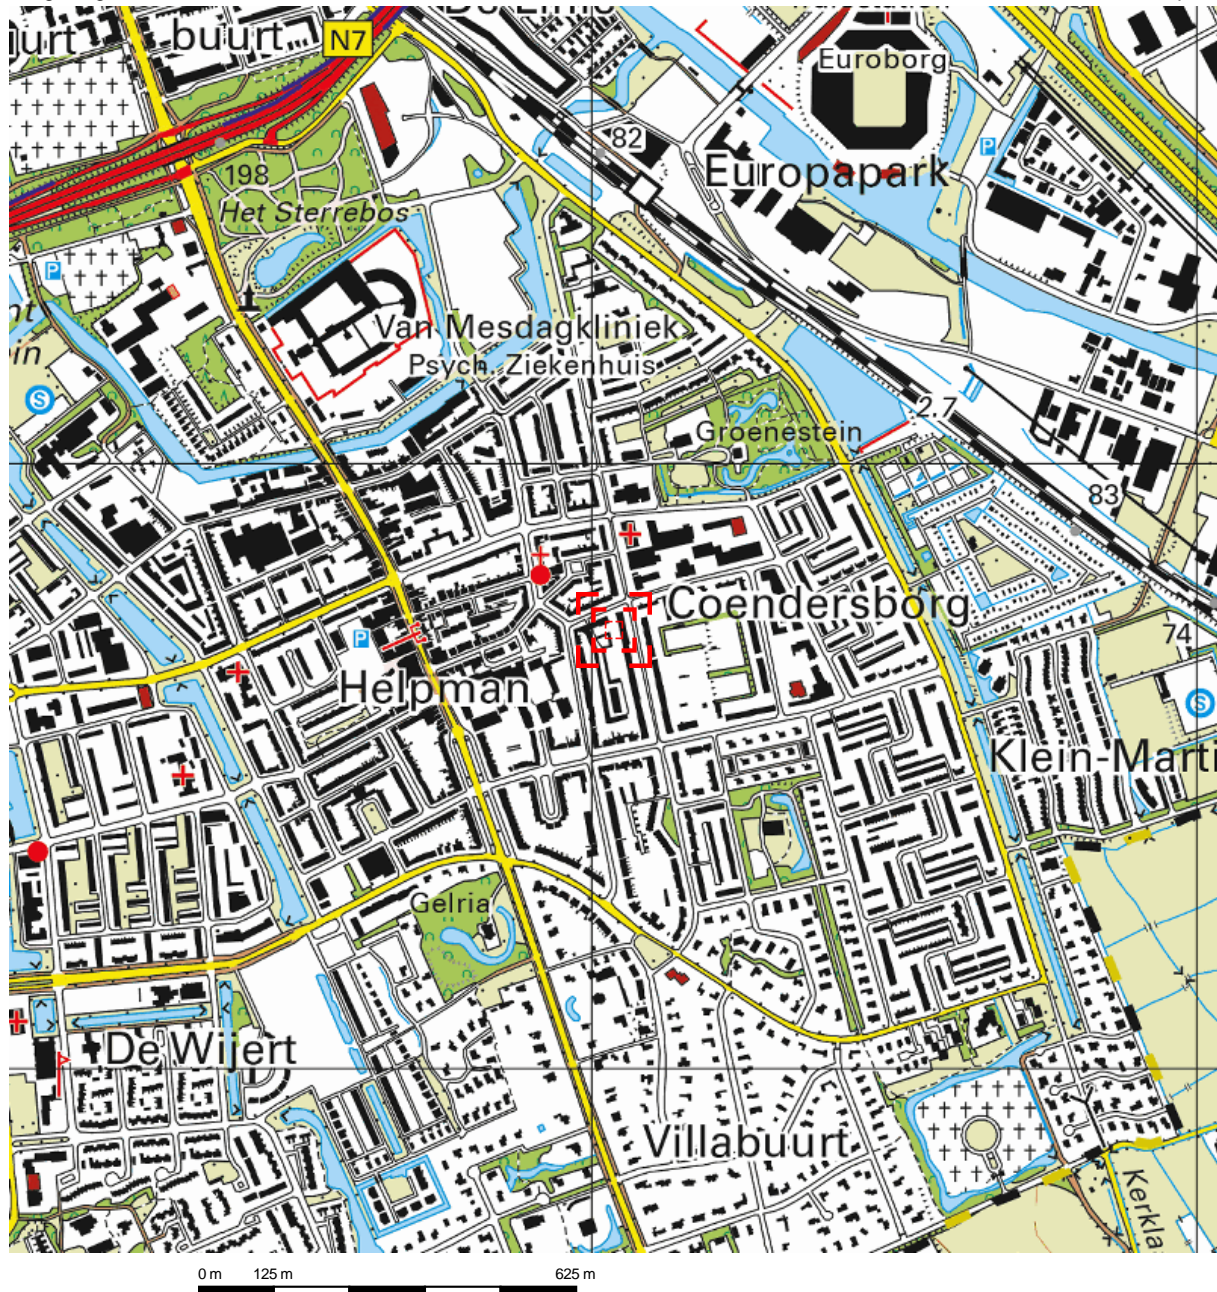 buurt
N7
Euroborg
82
Europapark
198
Het Sterrebos
P
P
Van Mesdagkliniek
Psych. Ziekenhuis
S
2.7
Groenestein
83
Coendersborg
P
74
Helpman
S
Klein-Marti
Gelria
De Wijert
Villabuurt
Kerkla
0 m 125 m 625 m